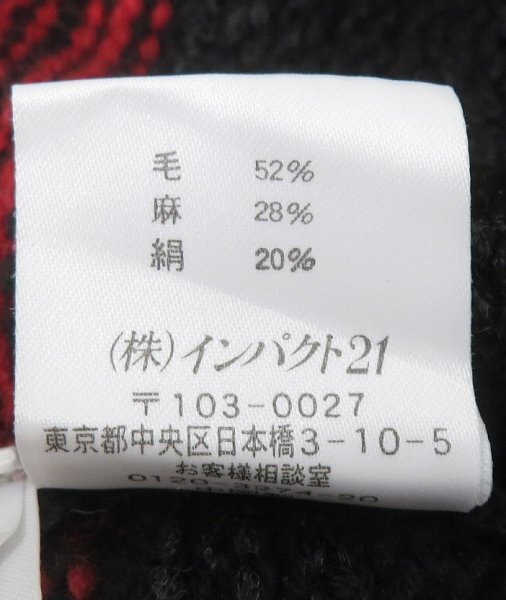 毛 52%
麻 28%
絹 20%
(株)インパクト21
〒103-0027
東京都中央区日本橋3-10-5
お客様相談室